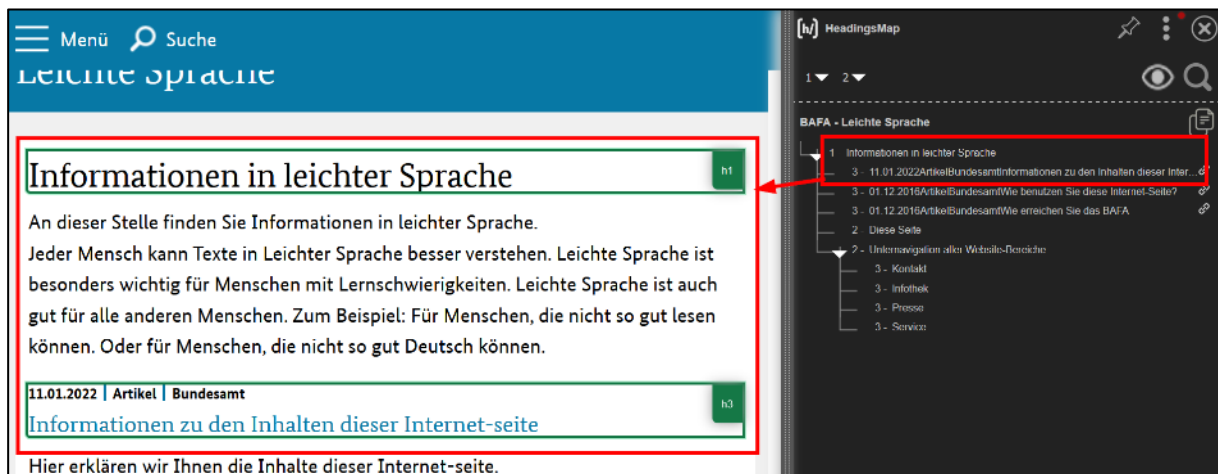 Menü Suche
Leichte Sprache
Informationen in leichter Sprache
h1
An dieser Stelle finden Sie Informationen in leichter Sprache.
Jeder Mensch kann Texte in Leichter Sprache besser verstehen. Leichte Sprache ist
besonders wichtig für Menschen mit Lernschwierigkeiten. Leichte Sprache ist auch
gut für alle anderen Menschen. Zum Beispiel: Für Menschen, die nicht so gut lesen
können. Oder für Menschen, die nicht so gut Deutsch können.
11.01.2022 | Artikel | Bundesamt
h3
Informationen zu den Inhalten dieser Internet-seite
Hier erklären wir Ihnen die Inhalte dieser Internet-seite.
[h/] HeadingsMap
1 2
BAFA - Leichte Sprache
1 Informationen in leichter Sprache
3 - 11.01.2022ArtikelBundesamtInformationen zu den Inhalten dieser Inter...
3 - 01.12.2016ArtikelBundesamtWie benutzen Sie diese Internet-Seite?
3 - 01.12.2016ArtikelBundesamtWie erreichen Sie das BAFA
2 Diese Seite
2 - Unternavigation aller Website-Bereiche
3 - Kontakt
3 - Infothek
3 - Presse
3 - Service